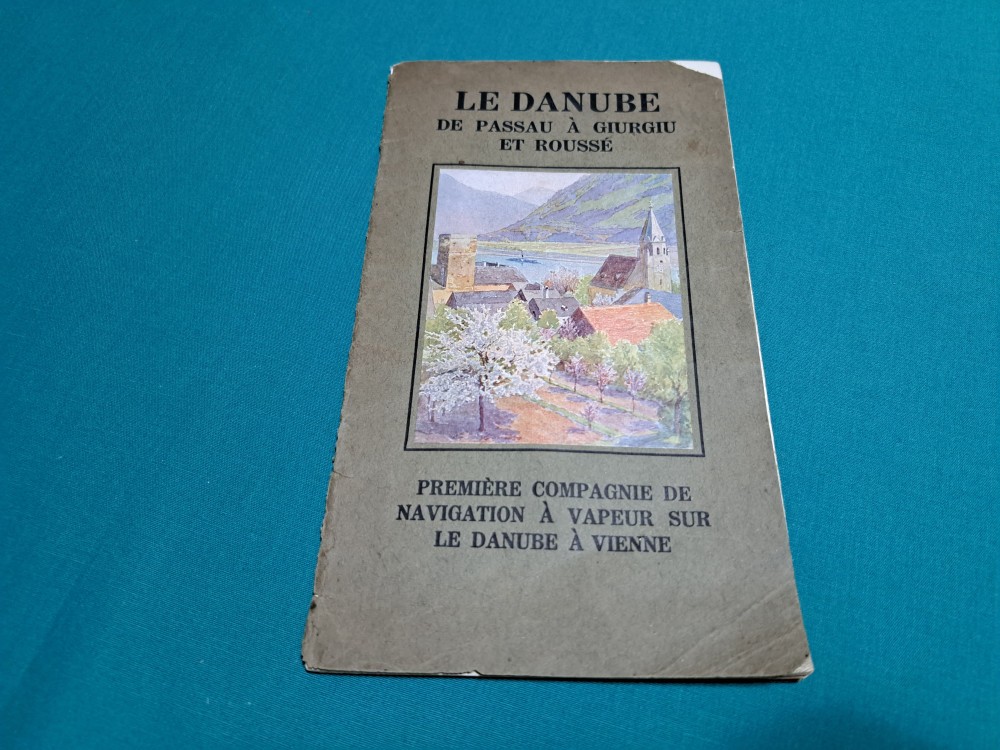 LE DANUBE
DE PASSAU À GIURGIU
ET ROUSSÉ
PREMIÈRE COMPAGNIE DE
NAVIGATION À VAPEUR SUR
LE DANUBE À VIENNE